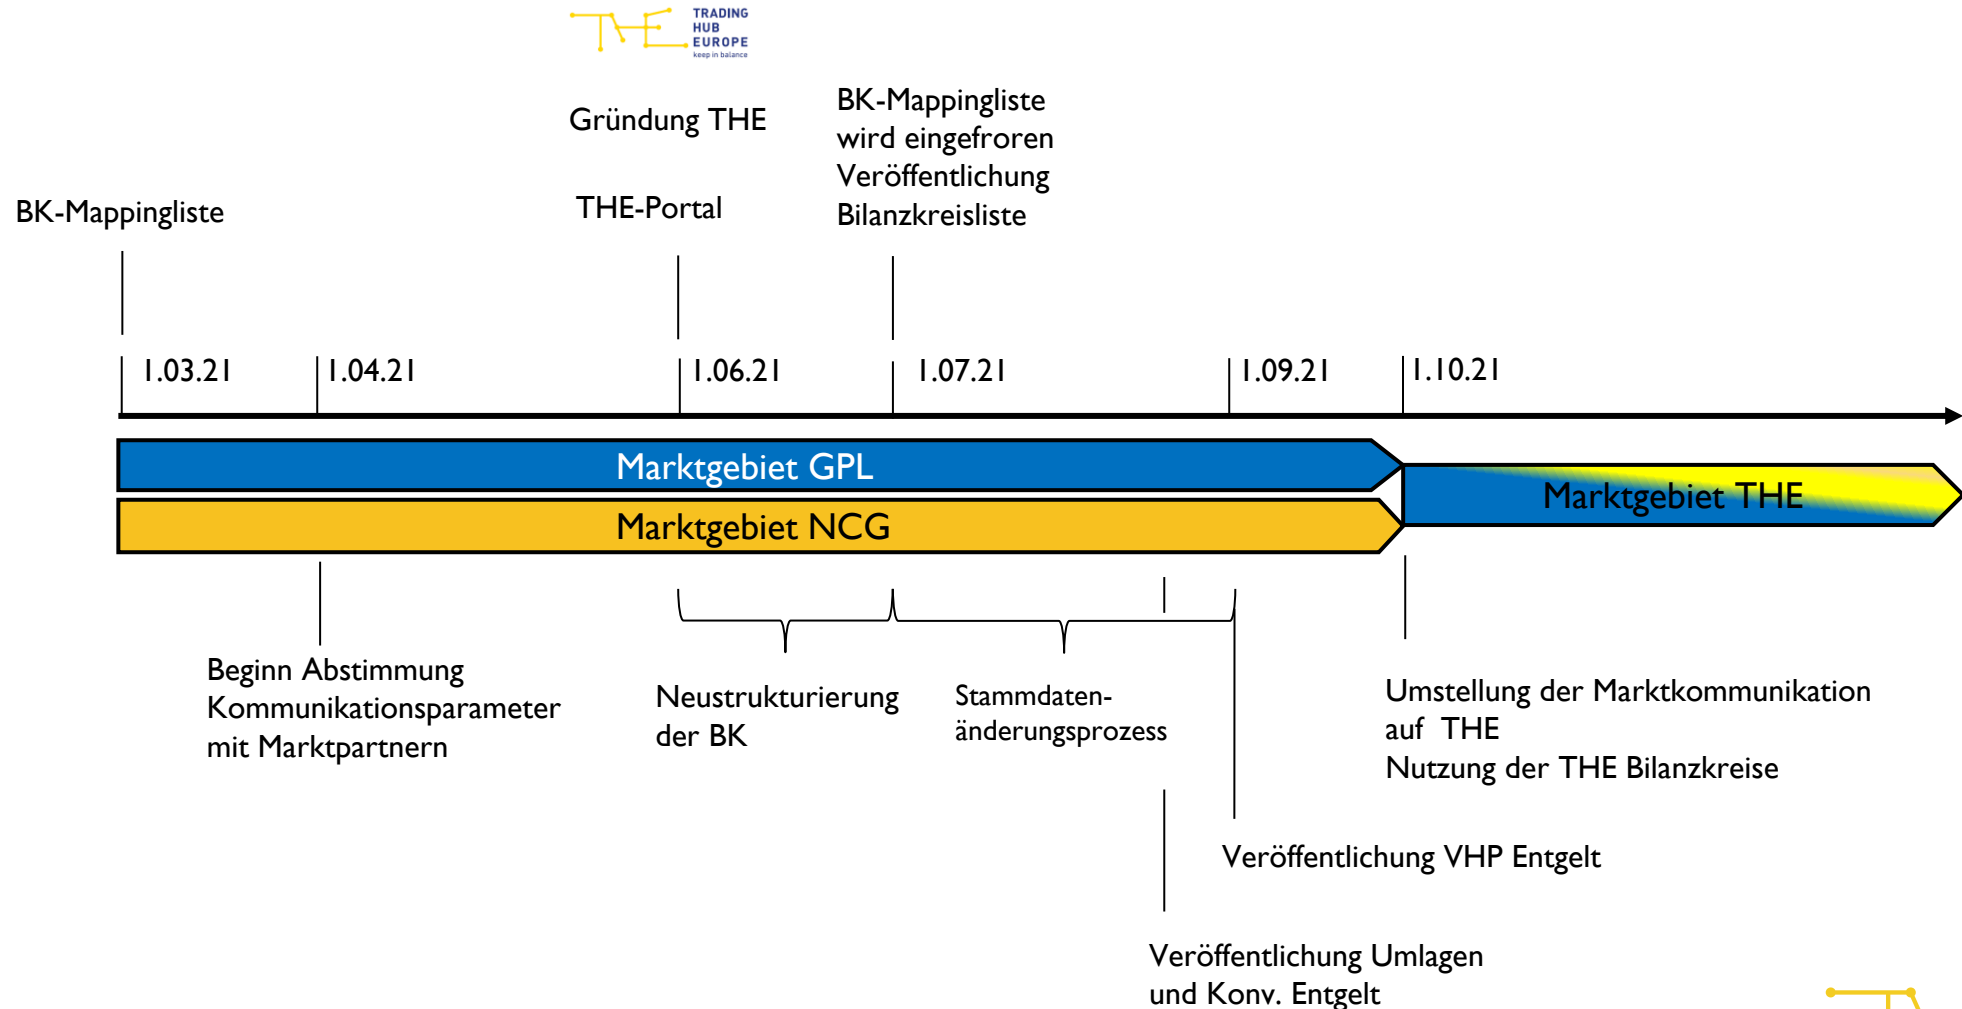 TRADING
HUB
EUROPE
keep in balance
Gründung THE
THE-Portal
BK-Mappingliste
wird eingefroren
Veröffentlichung
Bilanzkreisliste
BK-Mappingliste
1.03.21
1.04.21
1.06.21
1.07.21
1.09.21
1.10.21
Marktgebiet GPL
Marktgebiet NCG
Marktgebiet THE
Beginn Abstimmung
Kommunikationsparameter
mit Marktpartnern
Neustrukturierung
der BK
Stammdaten-
änderungsprozess
Umstellung der Marktkommunikation
auf THE
Nutzung der THE Bilanzkreise
Veröffentlichung VHP Entgelt
Veröffentlichung Umlagen
und Konv. Entgelt